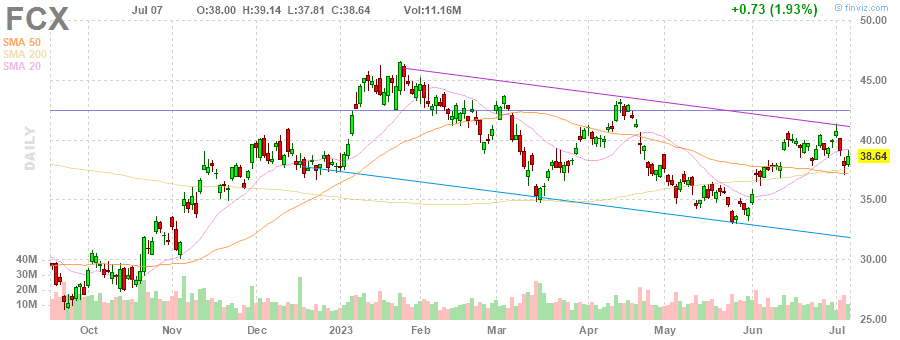 FCX Jul 07 O:38.00 H:39.14 L:37.81 C:38.64 Vol:11.16M +0.73 (1.93%) © finviz.com
SMA 50
SMA 200
SMA 20
DAILY
50.00
45.00
40.00
38.64
35.00
30.00
25.00
40M
30M
20M
10M
Oct Nov Dec 2023 Feb Mar Apr May Jun Jul